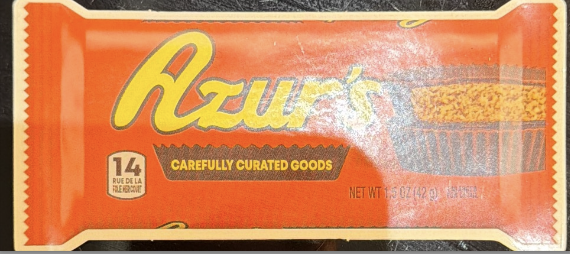 Azur's
14
RUE DE LA
CAREFULLY CURATED GOODS
NET WT 1.5 OZ (42 g)